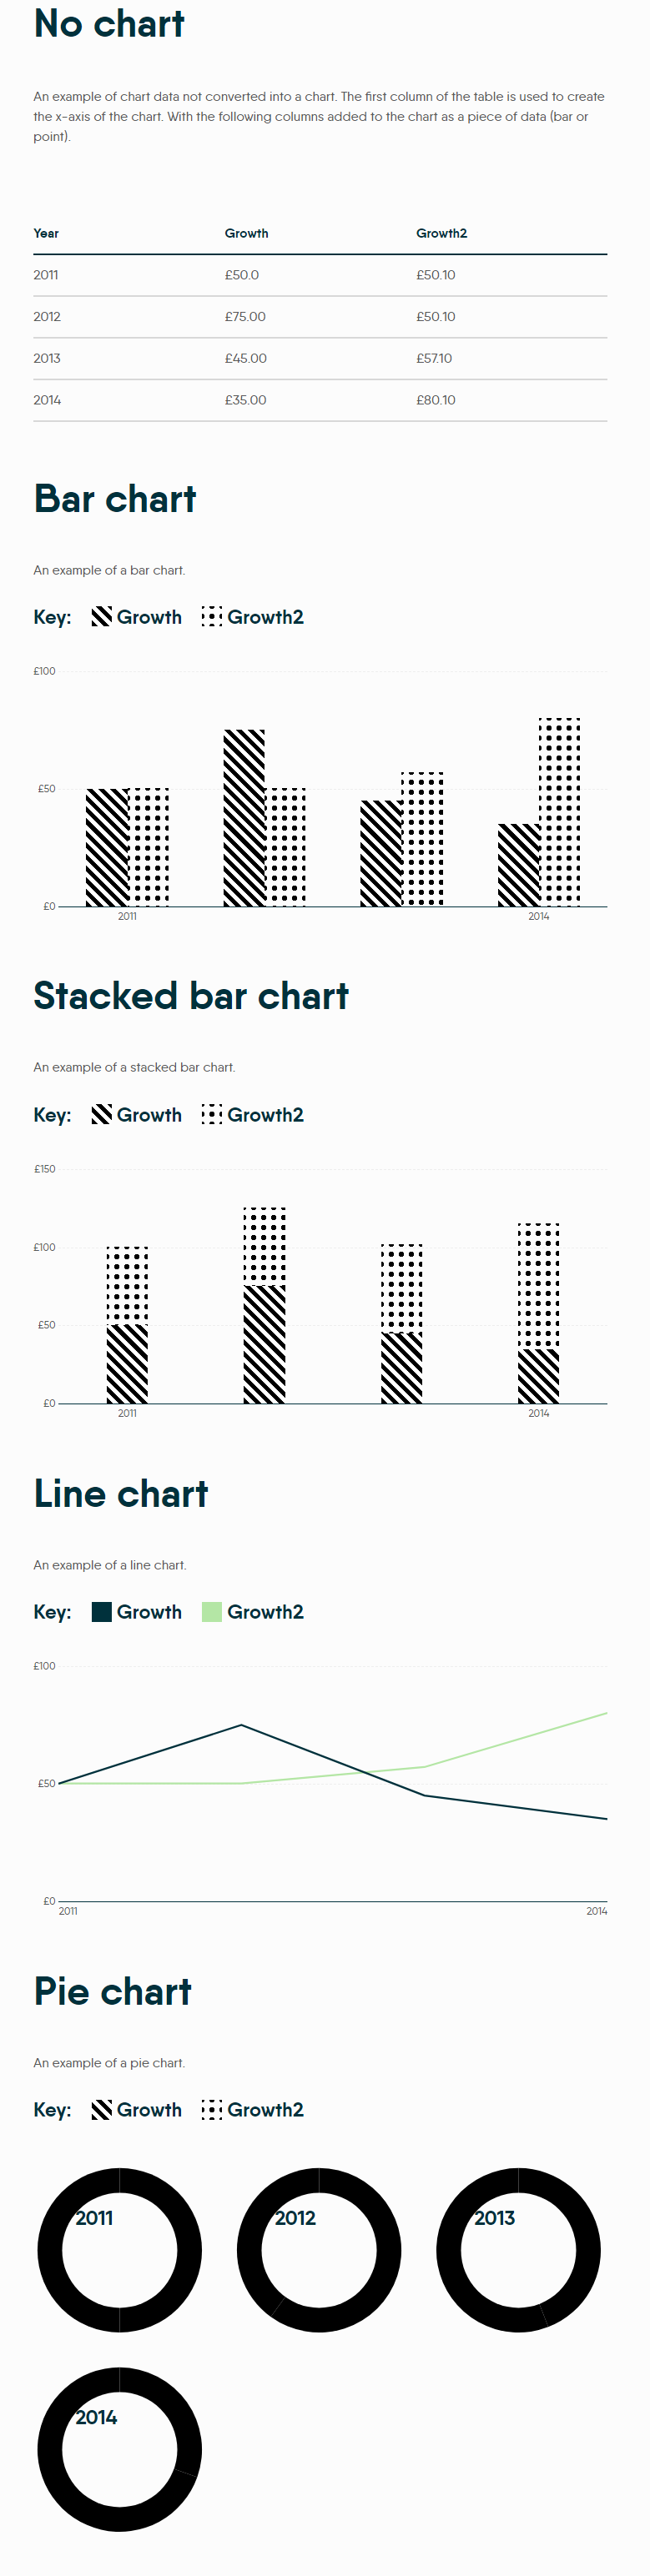 No chart
An example of chart data not converted into a chart. The first column of the table is used to create
the x-axis of the chart. With the following columns added to the chart as a piece of data (bar or
point).
Year Growth Growth2
2011 £50.0 £50.10
2012 £75.00 £50.10
2013 £45.00 £57.10
2014 £35.00 £80.10
Bar chart
An example of a bar chart.
Key: Growth Growth2
£100
£50
£0
2011 2014
Stacked bar chart
An example of a stacked bar chart.
Key: Growth Growth2
£150
£100
£50
£0
2011 2014
Line chart
An example of a line chart.
Key: Growth Growth2
£100
£50
£0
2011 2014
Pie chart
An example of a pie chart.
Key: Growth Growth2
2011 2012 2013
2014